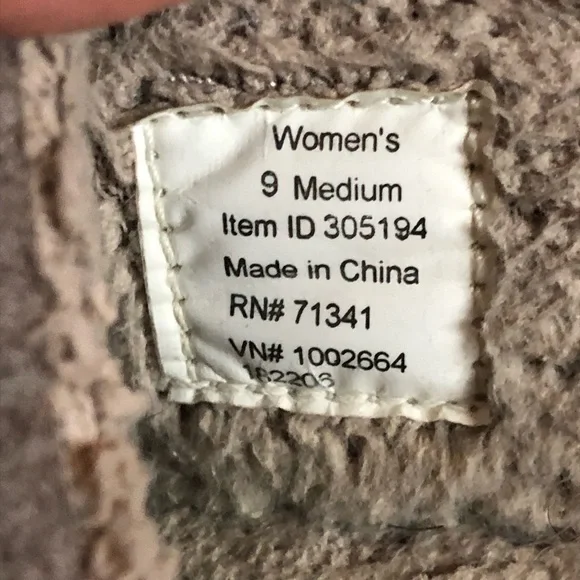 Women's
9 Medium
Item ID 305194
Made in China
RN# 71341
VN# 1002664